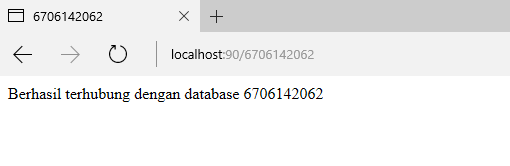 6706142062
localhost:90/6706142062
Berhasil terhubung dengan database 6706142062